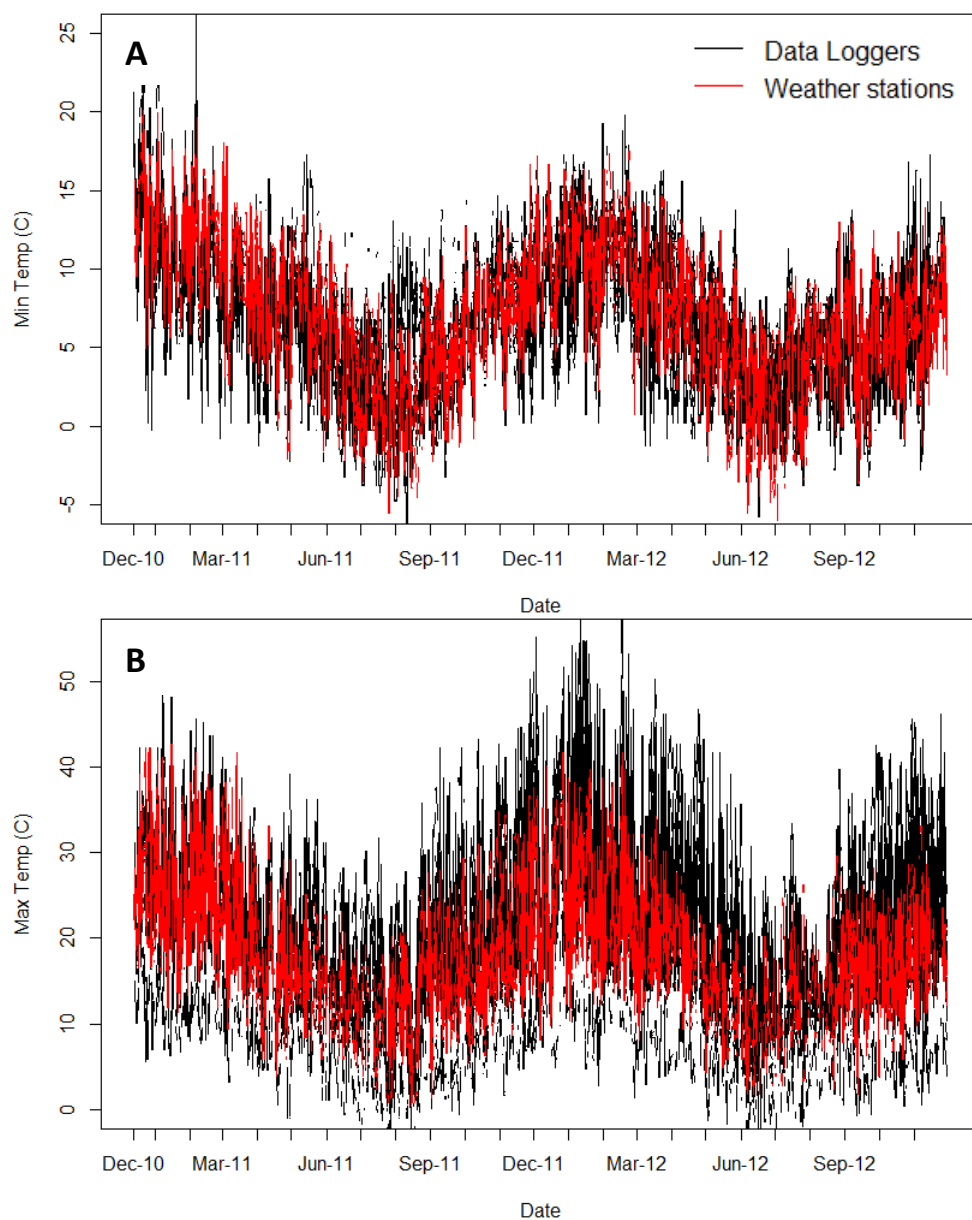 A
Data Loggers
Weather stations
25
20
15
10
5
0
-5
Min Temp (C)
Dec-10 Mar-11 Jun-11 Sep-11 Dec-11 Mar-12 Jun-12 Sep-12
Date
B
50
40
30
20
10
0
Max Temp (C)
Dec-10 Mar-11 Jun-11 Sep-11 Dec-11 Mar-12 Jun-12 Sep-12
Date